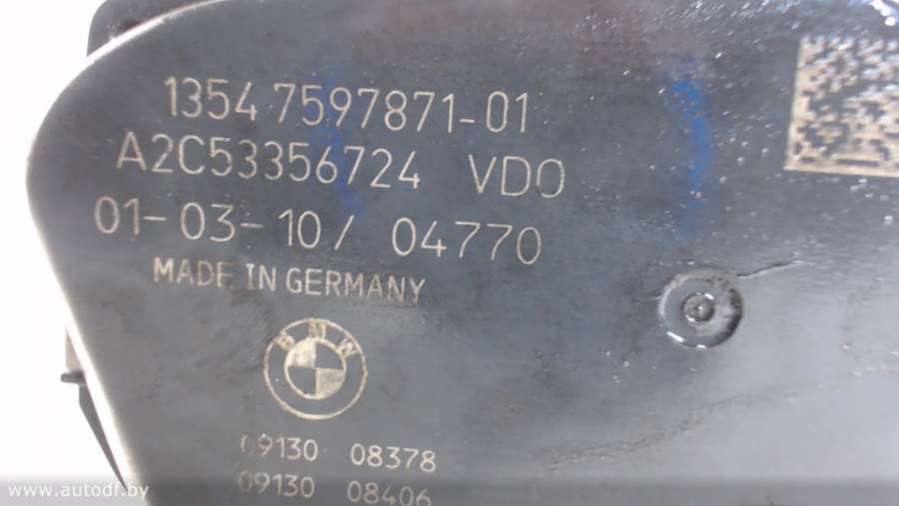 1354 7597871-01
A2C53356724 VDO
01-03-10/ 04770
MADE IN GERMANY
BMW
09130 08378
09130 08406
www.autodf.by